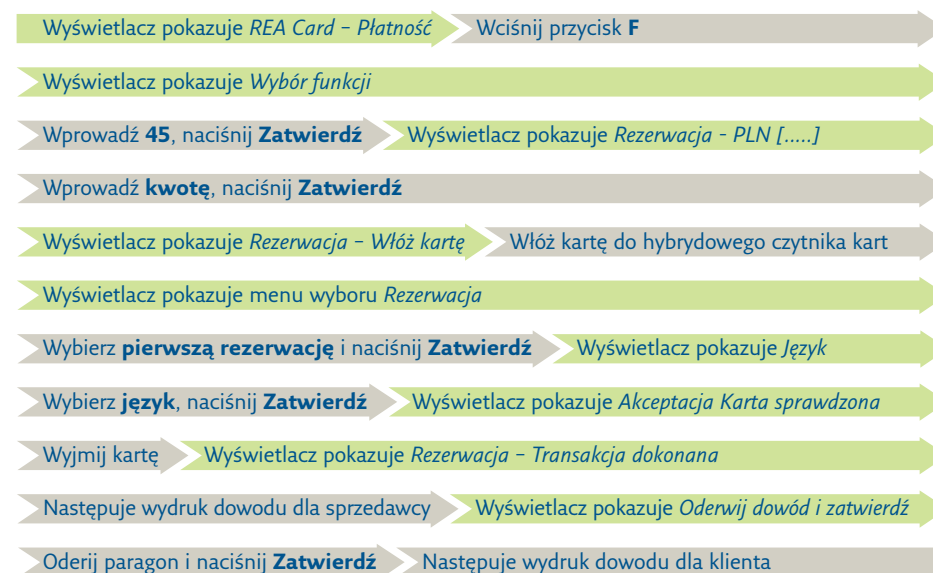 Wyświetlacz pokazuje REA Card – Płatność Wciśnij przycisk F
Wyświetlacz pokazuje Wybór funkcji
Wprowadź 45, naciśnij Zatwierdź Wyświetlacz pokazuje Rezerwacja - PLN [.....]
Wprowadź kwotę, naciśnij Zatwierdź
Wyświetlacz pokazuje Rezerwacja – Włóż kartę Włóż kartę do hybrydowego czytnika kart
Wyświetlacz pokazuje menu wyboru Rezerwacja
Wybierz pierwszą rezerwację i naciśnij Zatwierdź Wyświetlacz pokazuje Język
Wybierz język, naciśnij Zatwierdź Wyświetlacz pokazuje Akceptacja Karta sprawdzona
Wyjmij kartę Wyświetlacz pokazuje Rezerwacja – Transakcja dokonana
Następuje wydruk dowodu dla sprzedawcy Wyświetlacz pokazuje Oderwij dowód i zatwierdź
Oderij paragon i naciśnij Zatwierdź Następuje wydruk dowodu dla klienta